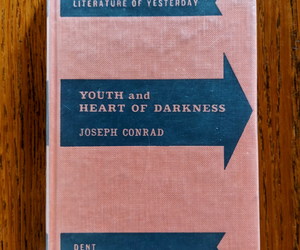 LITERATURE OF YESTERDAY
YOUTH and
HEART OF DARKNESS
JOSEPH CONRAD
DENT